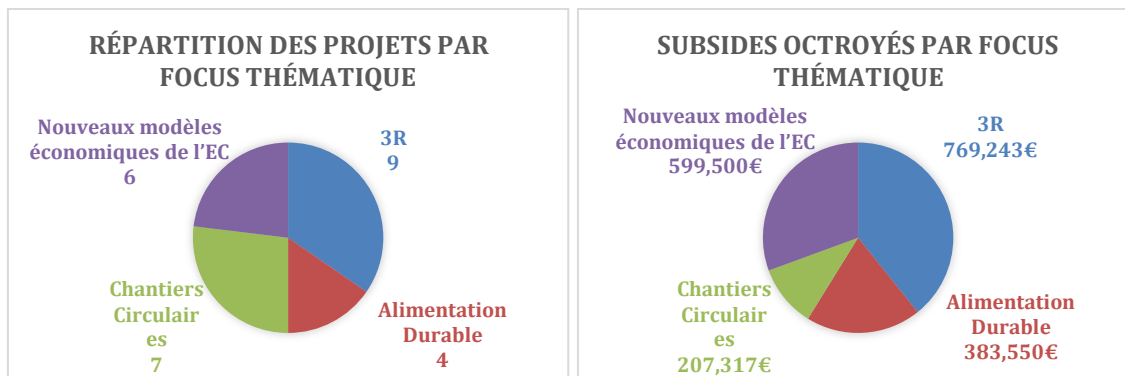 RÉPARTITION DES PROJETS PAR
FOCUS THÉMATIQUE
Nouveaux modèles
économiques de l'EC
6
3R
9
Chantiers
Circulair
es
7
Alimentation
Durable
4
SUBSIDES OCTROYÉS PAR FOCUS
THÉMATIQUE
Nouveaux modèles
économiques de l'EC
599,500€
3R
769,243€
Chantiers
Circulair
es
207,317€
Alimentation
Durable
383,550€